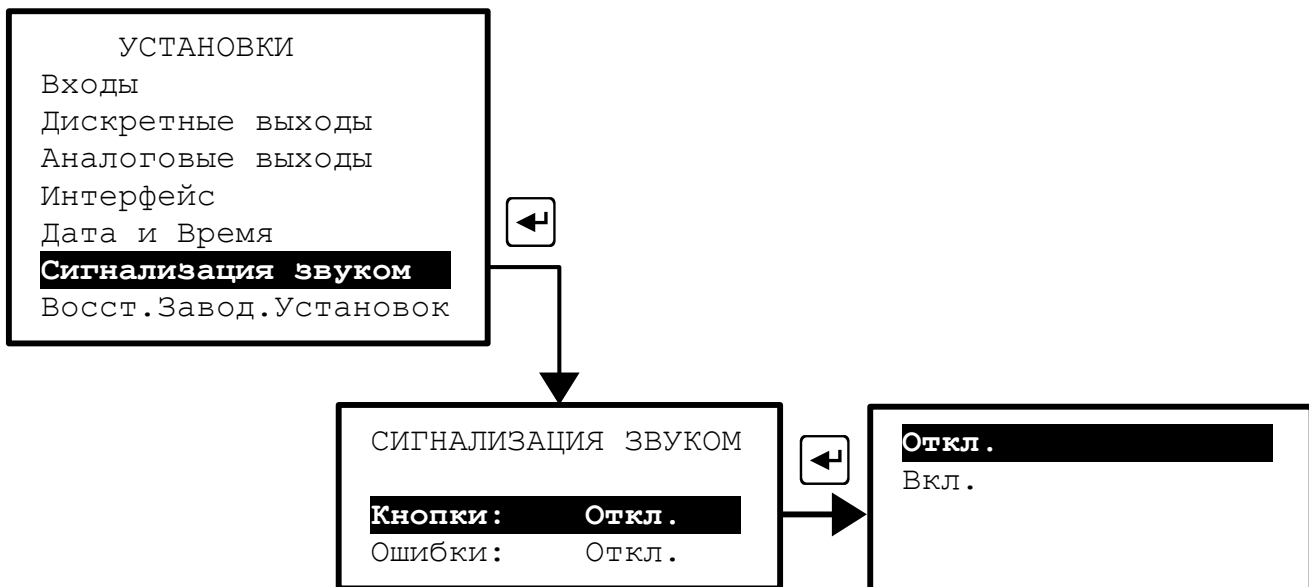 УСТАНОВКИ
Входы
Дискретные выходы
Аналоговые выходы
Интерфейс
Дата и Время
Сигнализация звуком
Восст.Завод.Установок
СИГНАЛИЗАЦИЯ ЗВУКОМ
Кнопки: Откл.
Ошибки: Откл.
Откл.
Вкл.